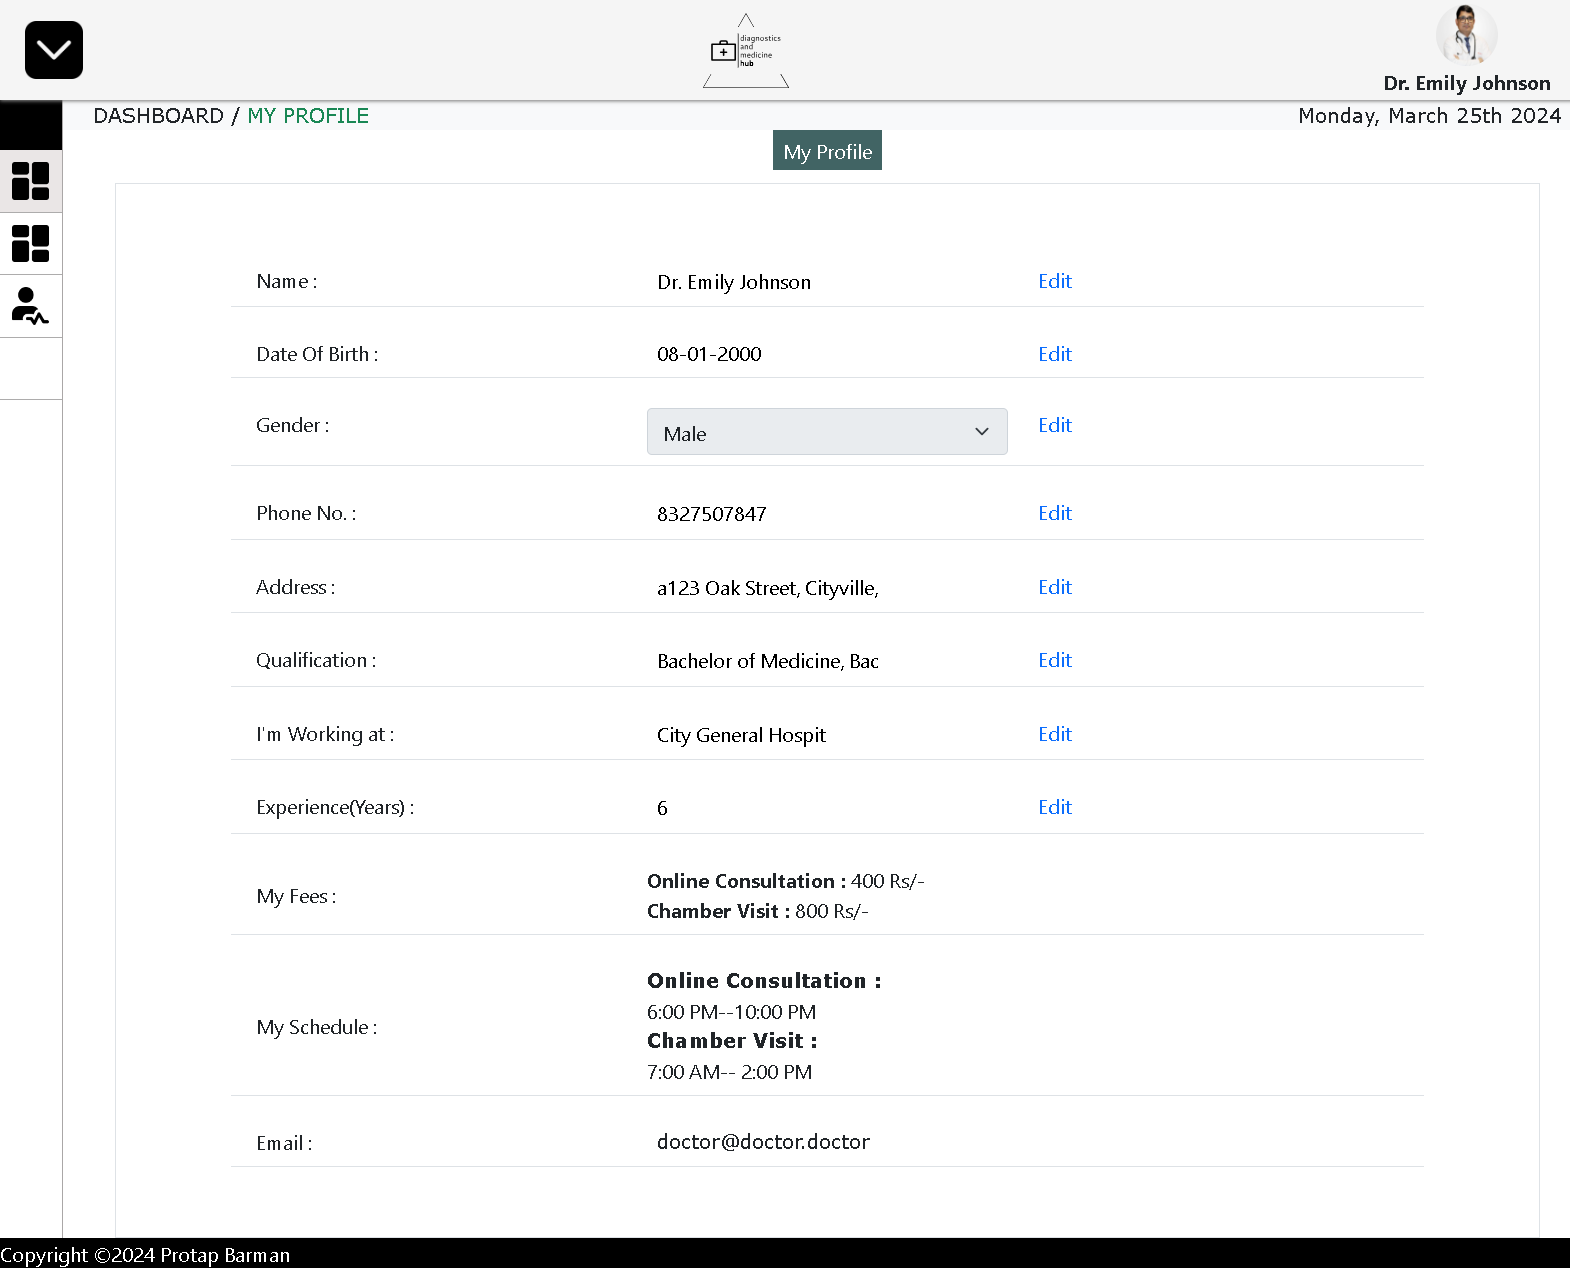 diagnostics
and
medicine
hub
Dr. Emily Johnson
DASHBOARD / MY PROFILE
Monday, March 25th 2024
My Profile
Name : Dr. Emily Johnson Edit
Date Of Birth : 08-01-2000 Edit
Gender : Male Edit
Phone No. : 8327507847 Edit
Address : a123 Oak Street, Cityville, Edit
Qualification : Bachelor of Medicine, Bac Edit
I'm Working at : City General Hospit Edit
Experience(Years) : 6 Edit
My Fees :
Online Consultation : 400 Rs/-
Chamber Visit : 800 Rs/-
My Schedule :
Online Consultation :
6:00 PM--10:00 PM
Chamber Visit :
7:00 AM-- 2:00 PM
Email : doctor@doctor.doctor
Copyright ©2024 Protap Barman